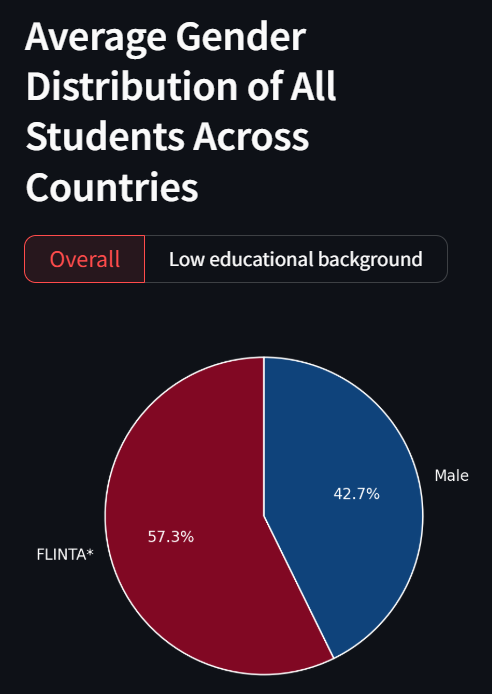 Average Gender
Distribution of All
Students Across
Countries
Overall
Low educational background
Male
42.7%
57.3%
FLINTA*